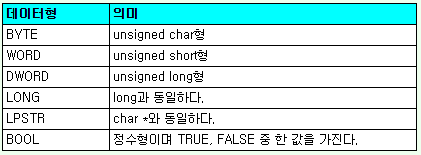 데이터형 의미
BYTE unsigned char형
WORD unsigned short형
DWORD unsigned long형
LONG long과 동일하다.
LPSTR char *와 동일하다.
BOOL 정수형이며 TRUE, FALSE 중 한 값을 가진다.